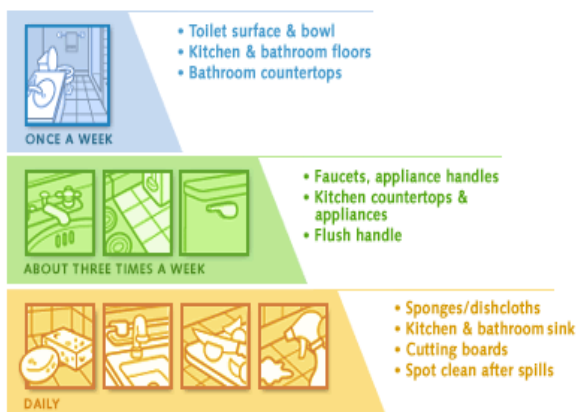 • Toilet surface & bowl
• Kitchen & bathroom floors
• Bathroom countertops
ONCE A WEEK
• Faucets, appliance handles
• Kitchen countertops &
appliances
• Flush handle
ABOUT THREE TIMES A WEEK
• Sponges/dishcloths
• Kitchen & bathroom sink
• Cutting boards
• Spot clean after spills
DAILY